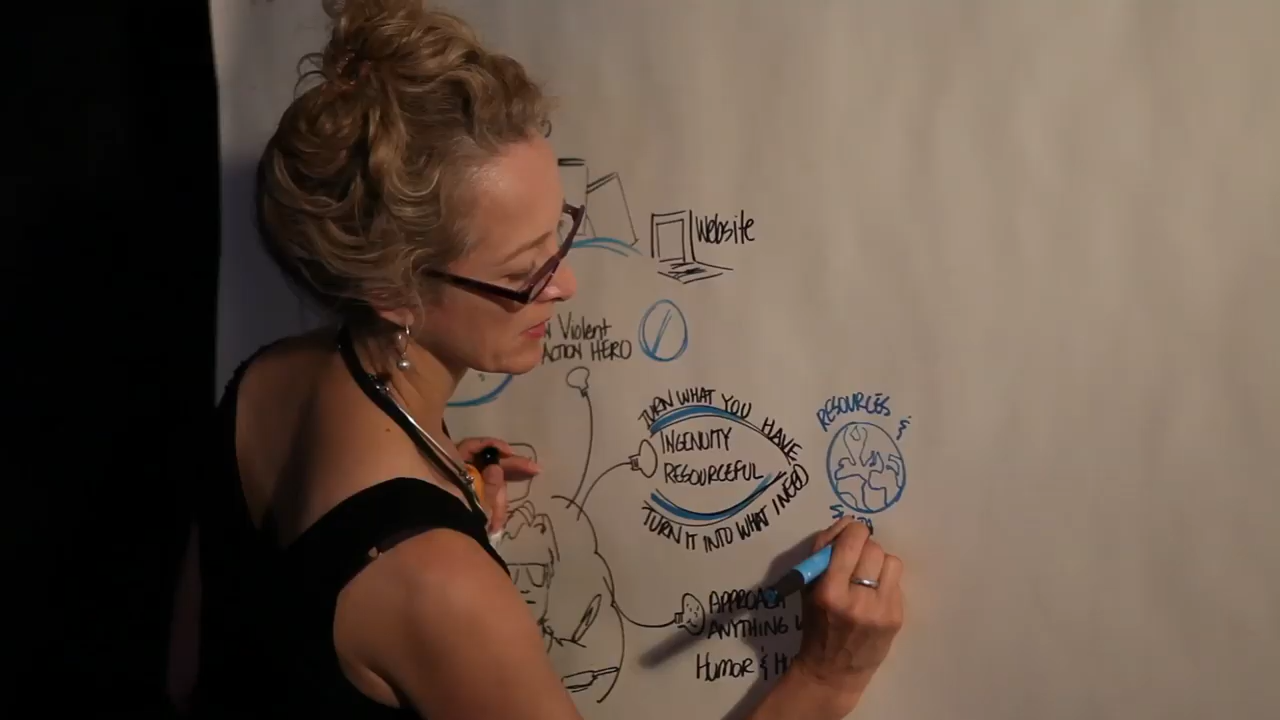 Website
Violent
ACTION HERO
TURN WHAT YOU HAVE
INGENUITY
RESOURCEFUL
TURN IT INTO WHAT I NEED
RESOURCES &
&
APPROACH
ANYTHING
HUMOR &